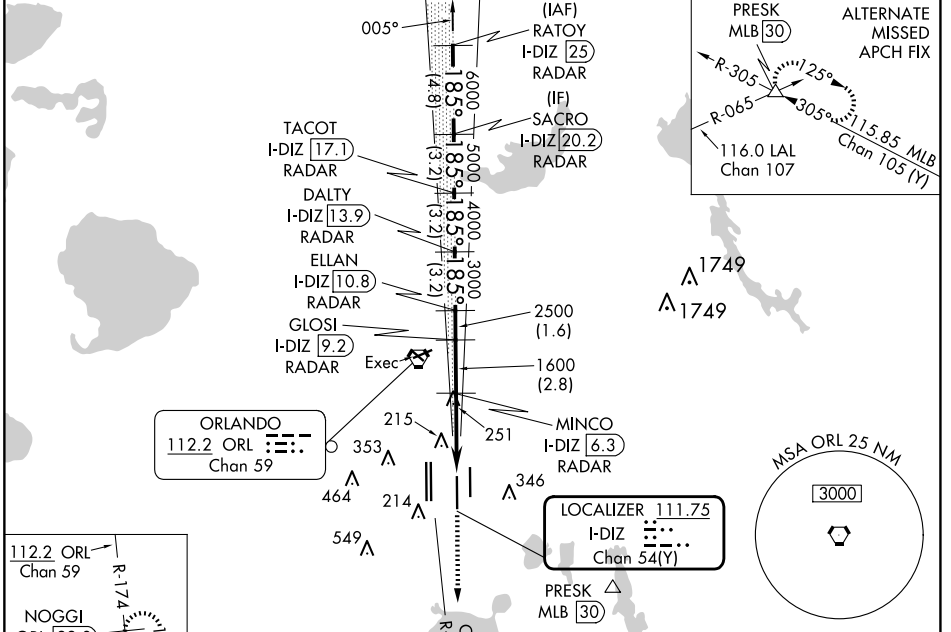 005°
(IAF)
RATOY
I-DIZ 25
RADAR
185°
6000
(4.8)
(IF)
SACRO
I-DIZ 20.2
RADAR
185°
5000
(3.2)
TACOT
I-DIZ 17.1
RADAR
185°
4000
(3.2)
DALTY
I-DIZ 13.9
RADAR
185°
3000
(3.2)
ELLAN
I-DIZ 10.8
RADAR
2500
(1.6)
GLOSI
I-DIZ 9.2
RADAR
1600
(2.8)
Exec
MINCO
I-DIZ 6.3
RADAR
251
215
353
464
214
549
346
ORLANDO
112.2 ORL
Chan 59
LOCALIZER 111.75
I-DIZ
Chan 54(Y)
PRESK
MLB 30
PRESK
MLB 30
ALTERNATE
MISSED
APCH FIX
R-305
125°
R-065
305°
115.85 MLB
Chan 105 (Y)
116.0 LAL
Chan 107
1749
1749
MSA ORL 25 NM
3000
112.2 ORL
Chan 59
R-174
NOGGI